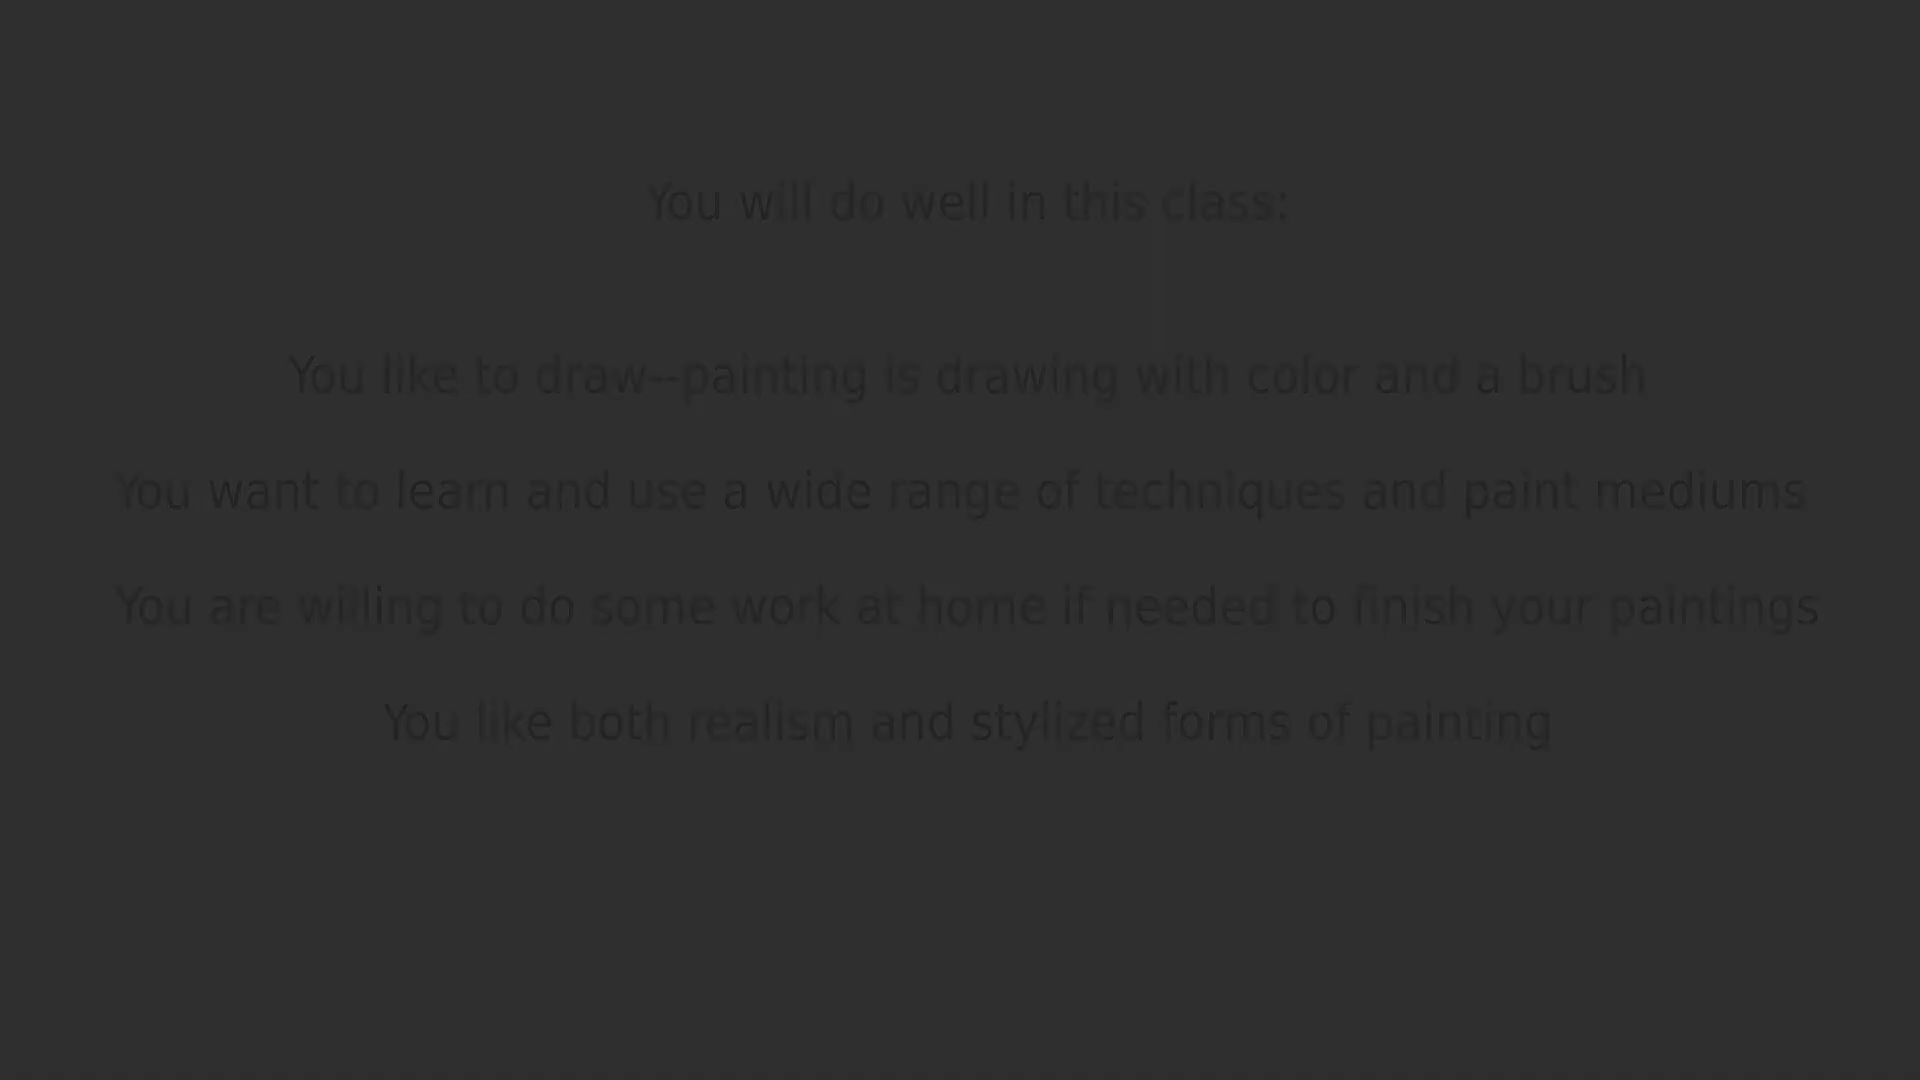 You will do well in this class:
You like to draw--painting is drawing with color and a brush
You want to learn and use a wide range of techniques and paint mediums
You are willing to do some work at home if needed to finish your paintings
You like both realism and stylized forms of painting